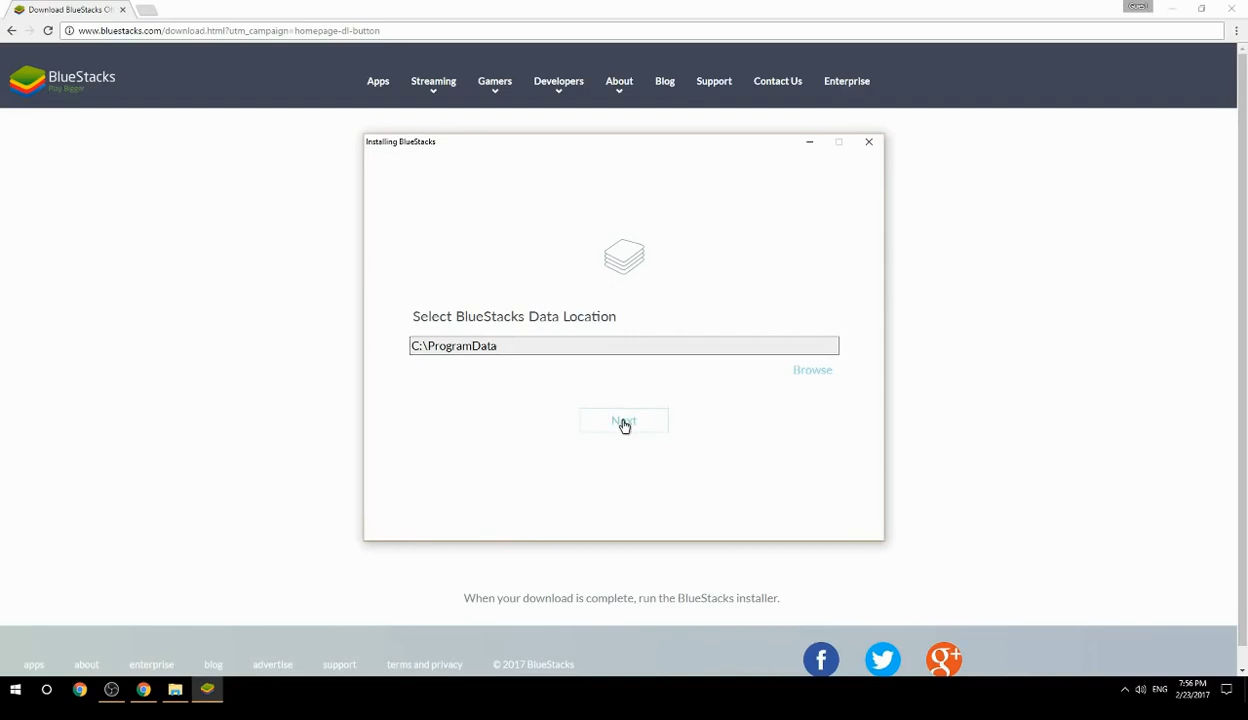 Download BlueStacks Of
Guest
www.bluestacks.com/download.html?utm_campaign=homepage-dl-button
BlueStacks
Play Bigger
Apps Streaming Gamers Developers About Blog Support Contact Us Enterprise
Installing BlueStacks
Select BlueStacks Data Location
C:\ProgramData
Browse
Next
When your download is complete, run the BlueStacks installer.
apps about enterprise blog advertise support terms and privacy © 2017 BlueStacks
f g+
ENG 7:56 PM
2/23/2017